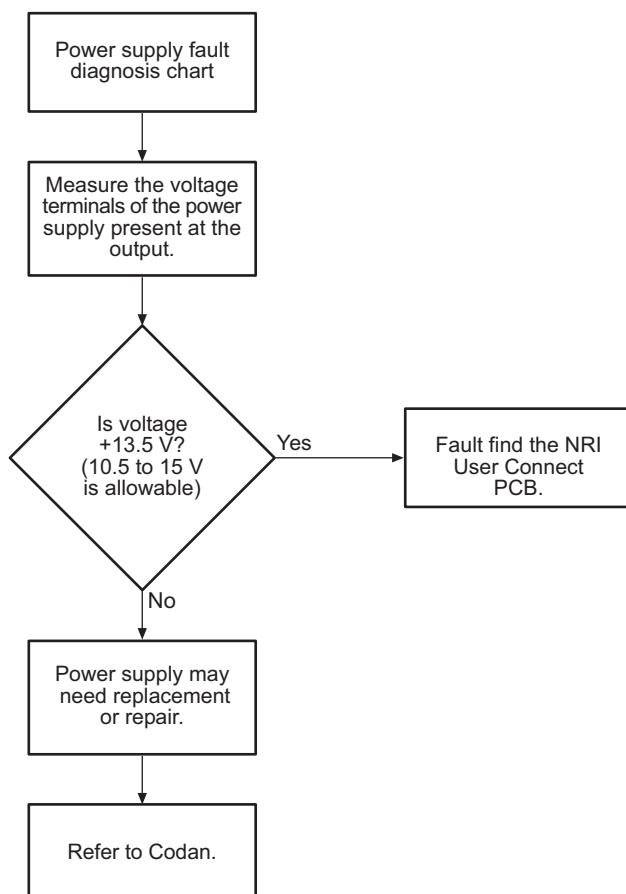 Power supply fault
diagnosis chart
Measure the voltage
terminals of the power
supply present at the
output.
Is voltage
+13.5 V?
(10.5 to 15 V
is allowable)
Yes
Fault find the NRI
User Connect
PCB.
No
Power supply may
need replacement
or repair.
Refer to Codan.